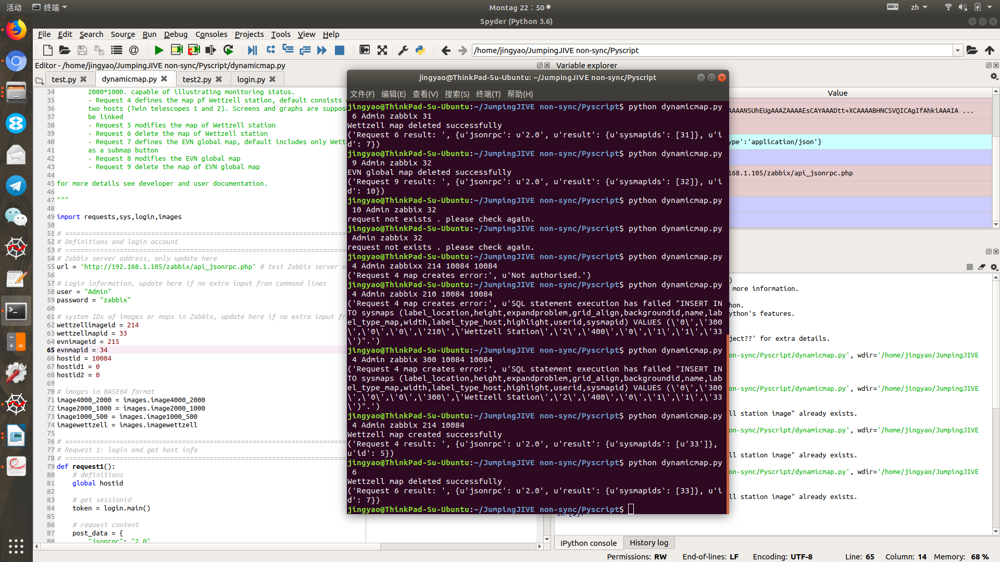 活动
终端
Montag 22：50
zh
Spyder (Python 3.6)
File Edit Search Source Run Debug Consoles Projects Tools View Help
/home/jingyao/JumpingJIVE non-sync/Pyscript
Editor - /home/jingyao/JumpingJIVE non-sync/Pyscript/dynamicmap.py
test.py dynamicmap.py test2.py login.py
34 2000*1000. capable of illustrating monitoring status.
35 - Request 4 defines the map pf Wettzell station, default consists
36 two hosts (Twin telescopes 1 and 2). Screens and graphs are
37 be linked
38 - Request 5 modifies the map of Wettzell station
39 - Request 6 delete the map of Wettzell station
40 - Request 7 defines the EVN global map, default includes only
41 as a submap button
42 - Request 8 modifies the EVN global map
43 - Request 9 delete the map of EVN global map
44
45 for more details see developer and user documentation.
46
47 """
48
49 import requests,sys,login,images
50
51 # ========================================================================
52 # Definitions and login account
53 # ========================================================================
54 # Zabbix server address, only update here
55 url = 'http://192.168.1.105/zabbix/api_jsonrpc.php' # test Zabbix server
56
57 # Login information, update here if no extra input from command lines
58 user = "Admin"
59 password = "zabbix"
60
61 # system IDs of images or maps in Zabbix, update here if no extra input
62 wettzellimageid = 214
63 wettzellmapid = 33
64 evnimageid = 215
65 evnmapid = 34
66 hostid = 10084
67 hostid1 = 0
68 hostid2 = 0
69
70 # images in BASE64 format
71 image4000_2000 = images.image4000_2000
72 image2000_1000 = images.image2000_1000
73 image1000_500 = images.image1000_500
74 imagewettzell = images.imagewettzell
75
76 # ========================================================================
77 # Request 1: login and get host info
78 # ========================================================================
79 def request1():
80 # definitions
81 global hostid
82
83 # get sessionid
84 token = login.main()
85
86 # request content
87 post_data = {
88 "jsonrpc": "2.0"
jingyao@ThinkPad-Su-Ubuntu: ~/JumpingJIVE non-sync/Pyscript
文件(F) 编辑(E) 查看(V) 搜索(S) 终端(T) 帮助(H)
jingyao@ThinkPad-Su-Ubuntu:~/JumpingJIVE non-sync/Pyscript$ python dynamicmap.py
6 Admin zabbix 31
Wettzell map deleted successfully
('Request 6 result: ', {u'jsonrpc': u'2.0', u'result': {u'sysmapids': [31]}, u'i
d': 7})
jingyao@ThinkPad-Su-Ubuntu:~/JumpingJIVE non-sync/Pyscript$ python dynamicmap.py
9 Admin zabbix 32
EVN global map deleted successfully
('Request 9 result: ', {u'jsonrpc': u'2.0', u'result': {u'sysmapids': [32]}, u'i
d': 10})
jingyao@ThinkPad-Su-Ubuntu:~/JumpingJIVE non-sync/Pyscript$ python dynamicmap.py
10 Admin zabbix 32
request not exists . please check again.
jingyao@ThinkPad-Su-Ubuntu:~/JumpingJIVE non-sync/Pyscript$ python dynamicmap.py
Admin zabbix 32
request not exists . please check again.
jingyao@ThinkPad-Su-Ubuntu:~/JumpingJIVE non-sync/Pyscript$ python dynamicmap.py
4 Admin zabbixx 214 10084 10084
('Request 4 map creates error:', u'Not authorised.')
jingyao@ThinkPad-Su-Ubuntu:~/JumpingJIVE non-sync/Pyscript$ python dynamicmap.py
4 Admin zabbix 210 10084 10084
('Request 4 map creates error:', u'SQL statement execution has failed "INSERT IN
TO sysmaps (label_location,height,expandproblem,grid_align,backgroundid,name,lab
el_type_map,width,label_type_host,highlight,userid,sysmapid) VALUES (\'0\',\'300
\',\'0\',\'0\',\'210\',\'Wettzell Station\',\'2\',\'400\',\'0\',\'1\',\'1\',\'33
\')".')
jingyao@ThinkPad-Su-Ubuntu:~/JumpingJIVE non-sync/Pyscript$ python dynamicmap.py
4 Admin zabbix 300 10084 10084
('Request 4 map creates error:', u'SQL statement execution has failed "INSERT IN
TO sysmaps (label_location,height,expandproblem,grid_align,backgroundid,name,lab
el_type_map,width,label_type_host,highlight,userid,sysmapid) VALUES (\'0\',\'300
\',\'0\',\'0\',\'300\',\'Wettzell Station\',\'2\',\'400\',\'0\',\'1\',\'1\',\'33
\')".')
jingyao@ThinkPad-Su-Ubuntu:~/JumpingJIVE non-sync/Pyscript$ python dynamicmap.py
4 Admin zabbix 214 10084
Wettzell map created successfully
('Request 4 result: ', {u'jsonrpc': u'2.0', u'result': {u'sysmapids': [u'33']},
u'id': 5})
jingyao@ThinkPad-Su-Ubuntu:~/JumpingJIVE non-sync/Pyscript$ python dynamicmap.py
6
Wettzell map deleted successfully
('Request 6 result: ', {u'jsonrpc': u'2.0', u'result': {u'sysmapids': [33]}, u'i
d': 7})
jingyao@ThinkPad-Su-Ubuntu:~/JumpingJIVE non-sync/Pyscript$
Variable explorer
Value
AAAANSUhEUgAAAZAAAAEsCAYAAADtt+XCAAAABHNCSVQICAgIfAhkiAAAIA ...
ype':'application/json'}
168.1.105/zabbix/api_jsonrpc.php
)
more information.
hon.
ython's features.
ject??' for extra details.
on-sync/Pyscript/dynamicmap.py', wdir='/home/jingyao/JumpingJIVE
on-sync/Pyscript/dynamicmap.py', wdir='/home/jingyao/JumpingJIVE
ll station image" already exists.
on-sync/Pyscript/dynamicmap.py', wdir='/home/jingyao/JumpingJIVE
ll station image" already exists.
on-sync/Pyscript/dynamicmap.py', wdir='/home/jingyao/JumpingJIVE
ll station image" already exists.
IPython console History log
Permissions: RW End-of-lines: LF Encoding: UTF-8 Line: 65 Column: 14 Memory: 68 %